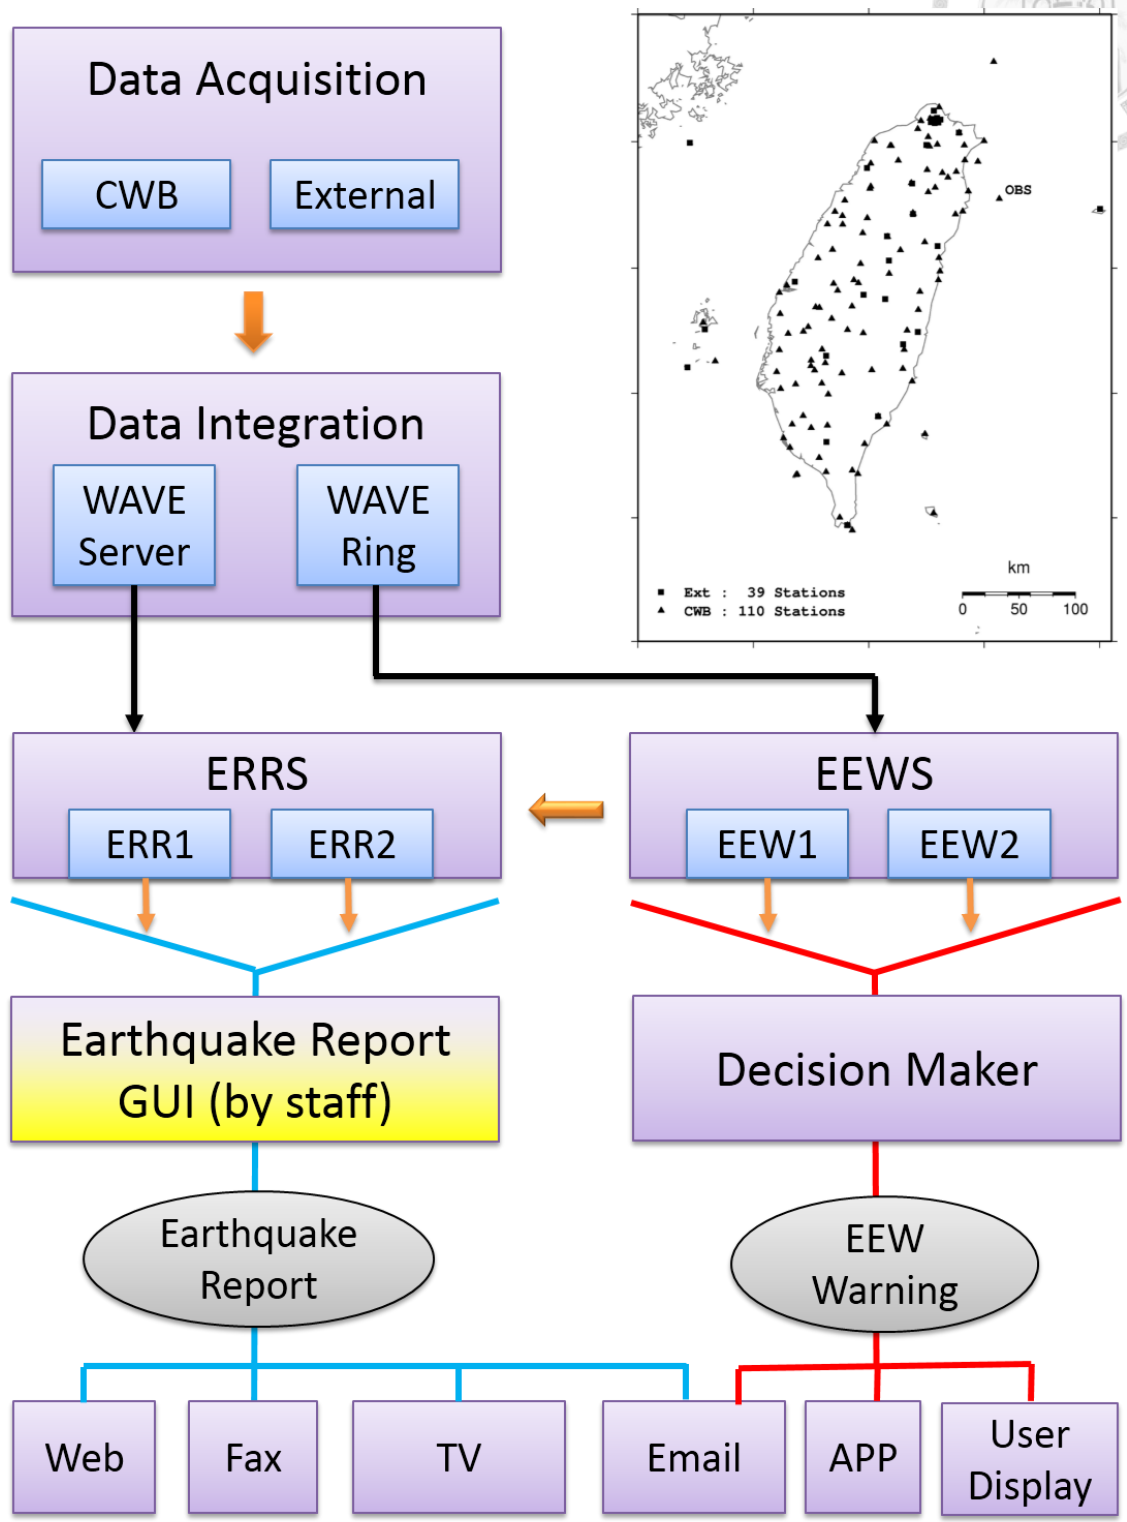 Data Acquisition
CWB
External
OBS
km
Ext : 39 Stations
CWB : 110 Stations
0 50 100
Data Integration
WAVE
Server
WAVE
Ring
ERRS
ERR1
ERR2
EEWS
EEW1
EEW2
Earthquake Report
GUI (by staff)
Decision Maker
Earthquake
Report
EEW
Warning
Web
Fax
TV
Email
APP
User
Display